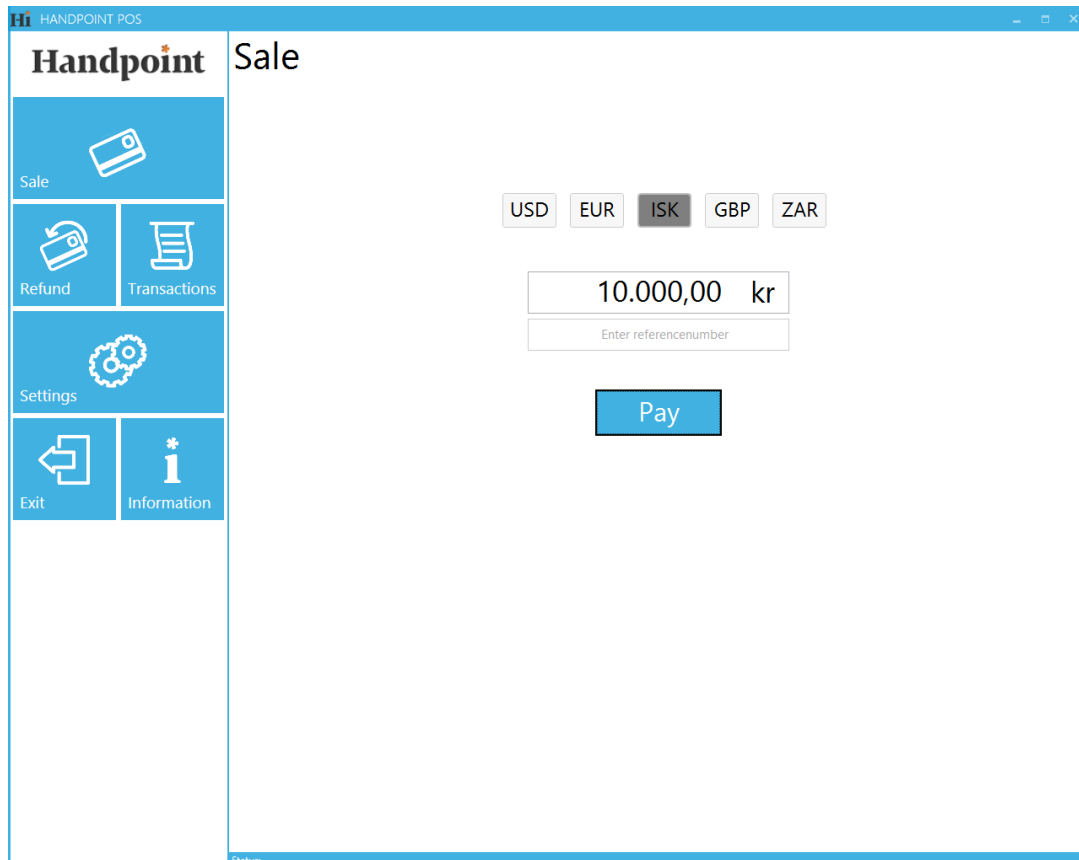 Hi HANDPOINT POS
Handpoint
Sale
Sale
Refund
Transactions
Settings
Exit
Information
USD EUR ISK GBP ZAR
10.000,00 kr
Enter referencenumber
Pay